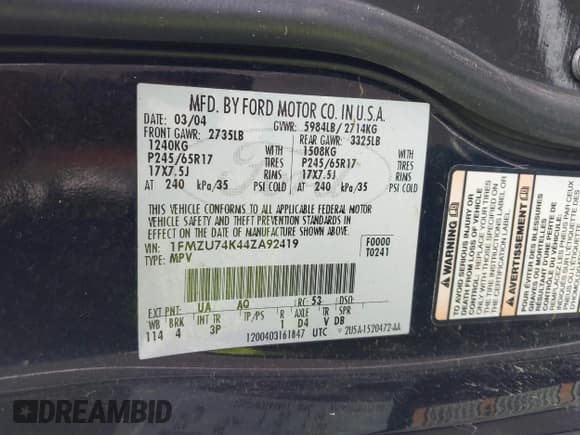 MFD. BY FORD MOTOR CO. IN U.S.A.
DATE: 03/04 GVWR: 5984LB/2714KG
FRONT GAWR: 2735LB REAR GAWR: 3325LB
1240KG WITH 1508KG WITH
P245/65R17 TIRES P245/65R17 TIRES
17X7.5J RIMS 17X7.5J RIMS
AT 240 kPa/35 PSI COLD AT 240 kPa/35 PSI COLD
THIS VEHICLE CONFORMS TO ALL APPLICABLE FEDERAL MOTOR
VEHICLE SAFETY AND THEFT PREVENTION STANDARDS IN EFFECT
ON THE DATE OF MANUFACTURE SHOWN ABOVE.
VIN: 1FMZU74K44ZA92419 F0000
TYPE: MPV T0241
EXT PNT: UA AQ RC: 53 DSO:
WB BRK INT TR TP/PS R AXLE TR SPR
114 4 3P 1 D4 V DB
1200403161847 UTC 2U5A-1520472-AA
Ford
AVERTISSEMENT
DREAMBID